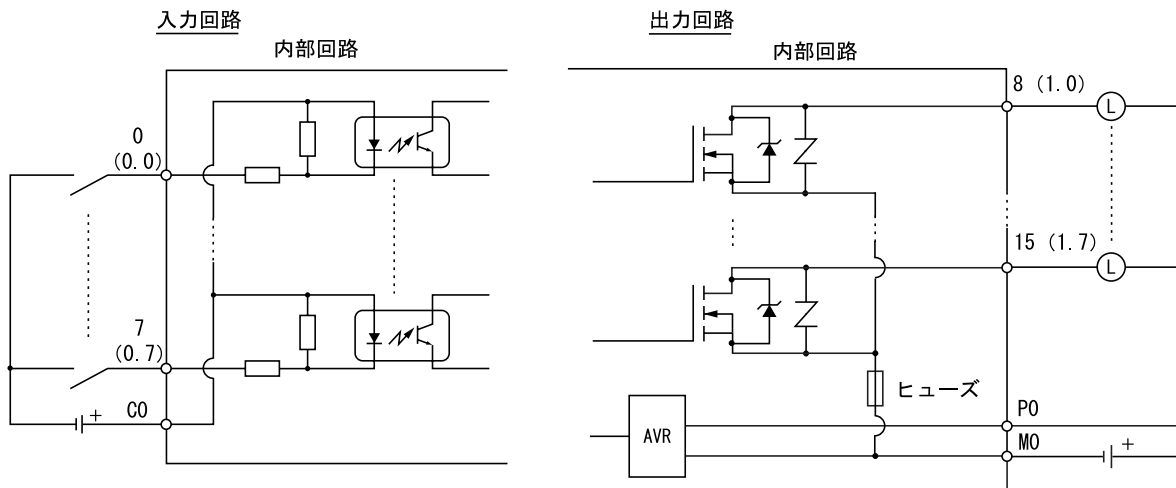 入力回路
内部回路
0
(0.0)
7
(0.7)
C0
+
出力回路
内部回路
8 (1.0)
L
15 (1.7)
L
ヒューズ
AVR
P0
M0
+